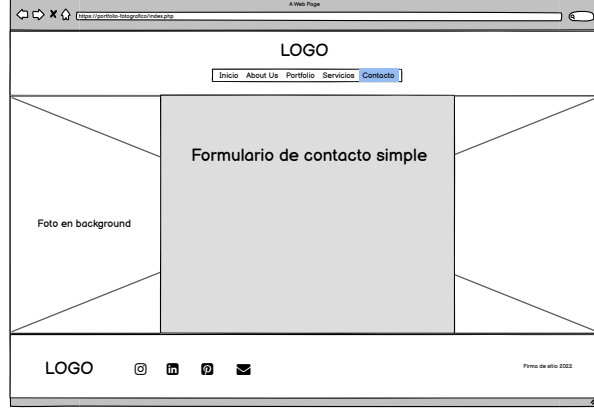 A Web Page
https://portfolio-fotografico/index.php
LOGO
Inicio About Us Portfolio Servicios Contacto
Formulario de contacto simple
Foto en background
LOGO
Firma de sitio 2022